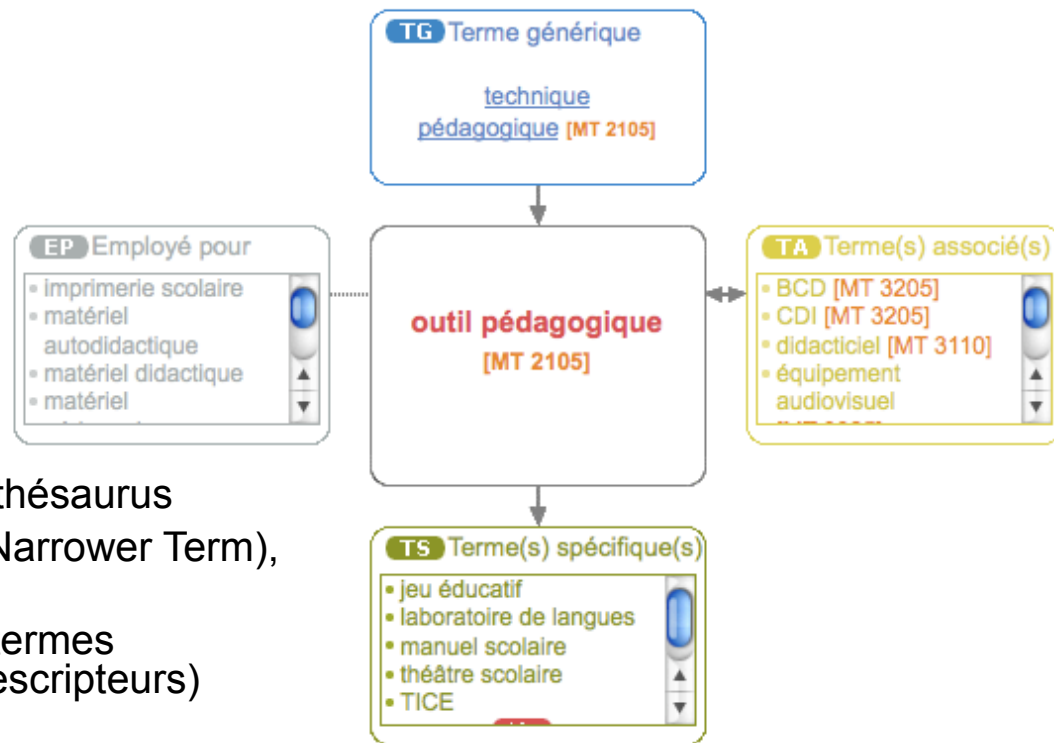 TG Terme générique
technique
pédagogique [MT 2105]
EP Employé pour
• imprimerie scolaire
• matériel
autodidactique
• matériel didactique
• matériel
outil pédagogique
[MT 2105]
TA Terme(s) associé(s)
• BCD [MT 3205]
• CDI [MT 3205]
• didacticiel [MT 3110]
• équipement
audiovisuel
thésaurus
Narrower Term),
ermes
escripteurs)
TS Terme(s) spécifique(s)
• jeu éducatif
• laboratoire de langues
• manuel scolaire
• théâtre scolaire
• TICE